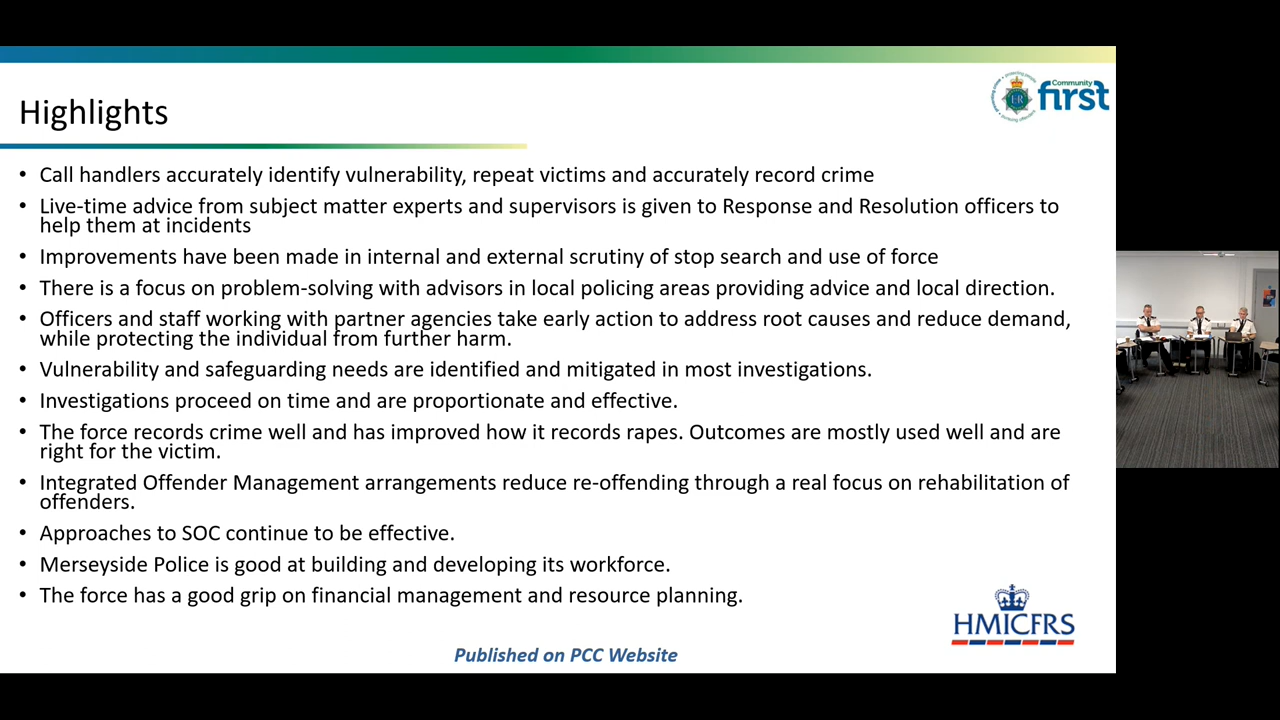 Community
first
Highlights
• Call handlers accurately identify vulnerability, repeat victims and accurately record crime
• Live-time advice from subject matter experts and supervisors is given to Response and Resolution officers to
help them at incidents
• Improvements have been made in internal and external scrutiny of stop search and use of force
• There is a focus on problem-solving with advisors in local policing areas providing advice and local direction.
• Officers and staff working with partner agencies take early action to address root causes and reduce demand,
while protecting the individual from further harm.
• Vulnerability and safeguarding needs are identified and mitigated in most investigations.
• Investigations proceed on time and are proportionate and effective.
• The force records crime well and has improved how it records rapes. Outcomes are mostly used well and are
right for the victim.
• Integrated Offender Management arrangements reduce re-offending through a real focus on rehabilitation of
offenders.
• Approaches to SOC continue to be effective.
• Merseyside Police is good at building and developing its workforce.
• The force has a good grip on financial management and resource planning.
HMICFRS
Published on PCC Website